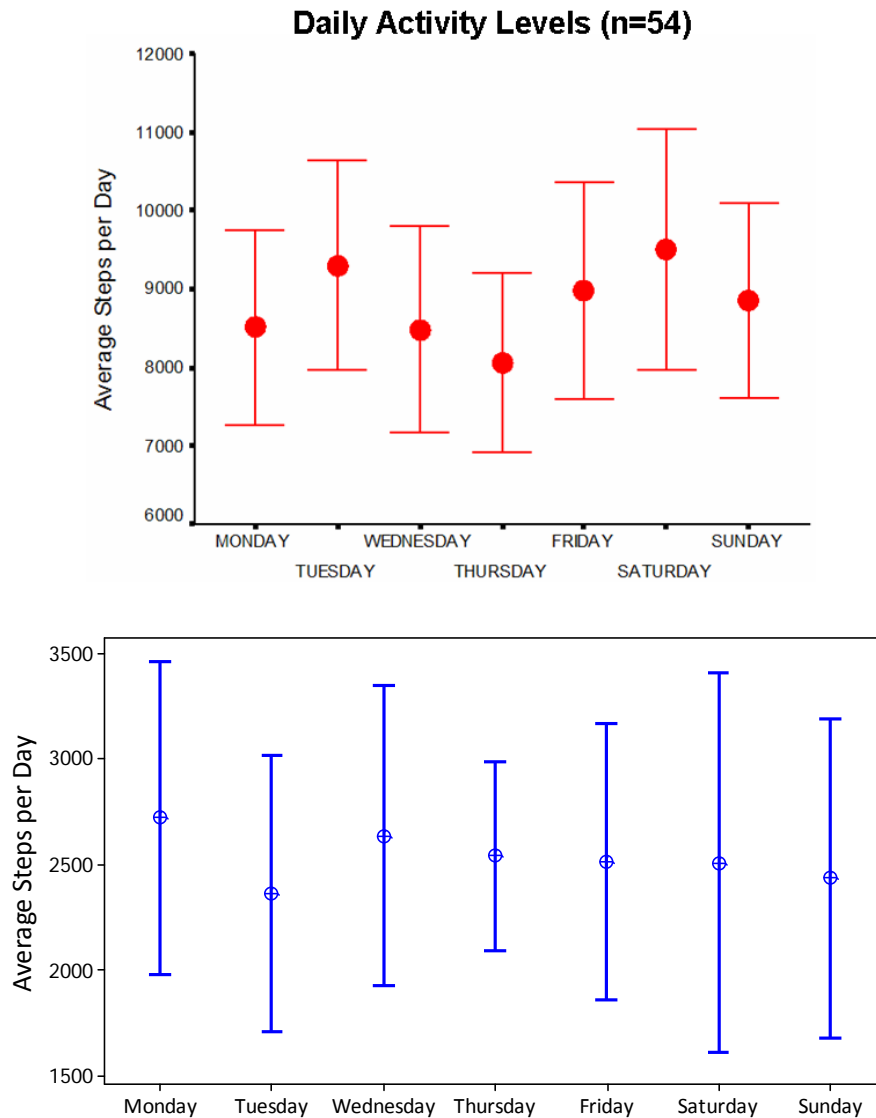 Daily Activity Levels (n=54)
Average Steps per Day
12000
11000
10000
9000
8000
7000
6000
MONDAY WEDNESDAY FRIDAY SUNDAY
TUESDAY THURSDAY SATURDAY
Average Steps per Day
3500
3000
2500
2000
1500
Monday Tuesday Wednesday Thursday Friday Saturday Sunday